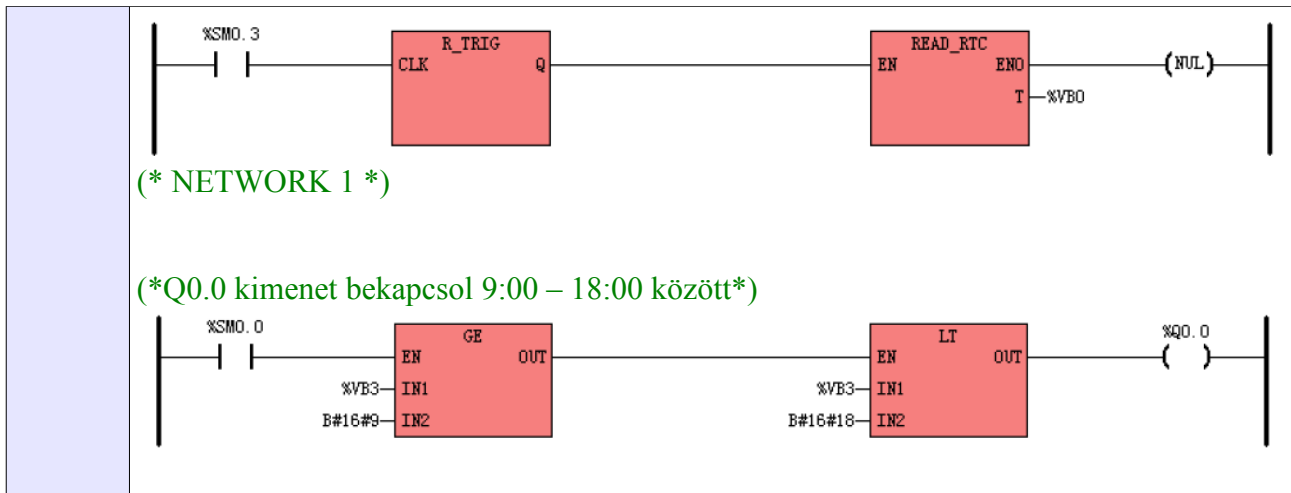 %SM0.3
R_TRIG
CLK Q
READ_RTC
EN ENO
T %VB0
(NUL)
(* NETWORK 1 *)
(*Q0.0 kimenet bekapcsol 9:00 – 18:00 között*)
%SM0.0
GE
EN OUT
%VB3 IN1
B#16#9 IN2
LT
EN OUT
%VB3 IN1
B#16#18 IN2
%Q0.0
( )